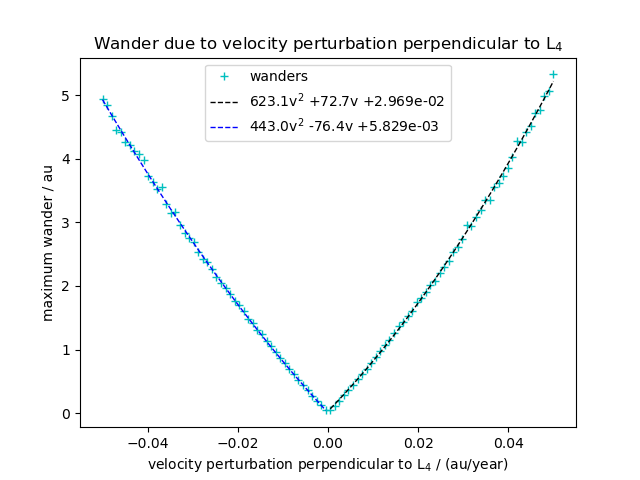 Wander due to velocity perturbation perpendicular to L₄
wanders
623.1v² +72.7v +2.969e-02
443.0v² -76.4v +5.829e-03
maximum wander / au
5
4
3
2
1
0
−0.04 −0.02 0.00 0.02 0.04
velocity perturbation perpendicular to L₄ / (au/year)